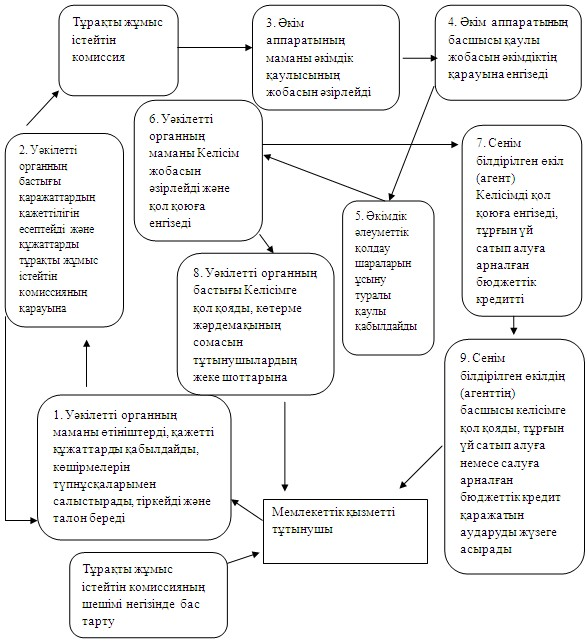 Тұрақты жұмыс
істейтін
комиссия
3. Әкім
аппаратының
маманы әкімдік
қаулысының
жобасын әзірлейді
4. Әкім аппаратының
басшысы қаулы
жобасын әкімдіктің
қарауына енгізеді
2. Уәкілетті
органның
бастығы
қаражаттардың
қажеттілігін
есептейді және
құжаттарды
тұрақты жұмыс
істейтін
комиссияның
қарауына
6. Уәкілетті
органның
маманы Келісім
жобасын
әзірлейді және
қол қоюға
енгізеді
7. Сенім
білдірілген өкіл
(агент)
Келісімді қол
қоюға енгізеді,
тұрғын үй
сатып алуға
арналған
бюджеттік
кредитті
5. Әкімдік
әлеуметтік
қолдау
шараларын
ұсыну
туралы
қаулы
қабылдайды
8. Уәкілетті органның
бастығы Келісімге
қол қояды, көтерме
жәрдемақының
сомасын
тұтынушылардың
жеке шоттарына
9. Сенім
білдірілген өкілдің
(агенттің)
басшысы келісімге
қол қояды, тұрғын
үй сатып алуға
немесе салуға
арналған
бюджеттік кредит
қаражатын
аударуды жүзеге
асырады
1. Уәкілетті органның
маманы өтініштерді, қажетті
құжаттарды қабылдайды,
көшірмелерін
түпнұсқаларымен
салыстырады, тіркейді және
талон береді
Мемлекеттік қызметті
тұтынушы
Тұрақты жұмыс
істейтін комиссияның
шешімі негізінде бас
тарту